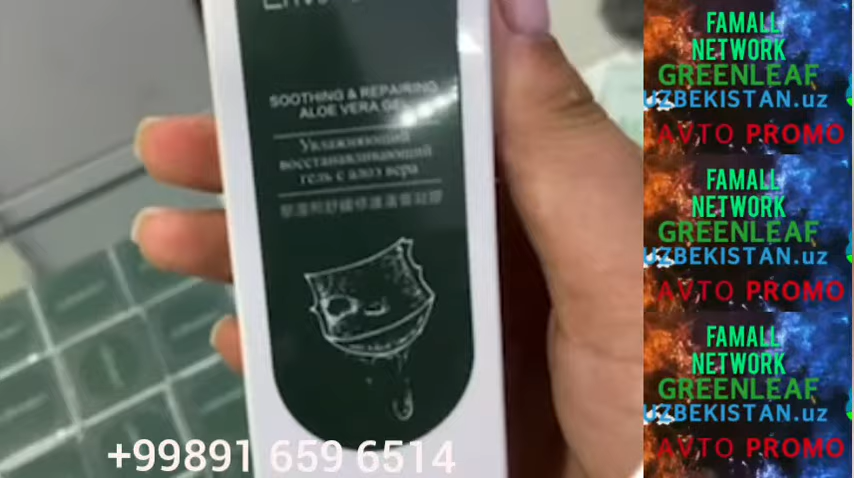 SOOTHING & REPAIRING
ALOE VERA GEL
Увлажняющий
восстанавливающий
гель с алоэ вера
+99891 659 6514
FAMALL
NETWORK
GREENLEAF
UZBEKISTAN.uz
AVTO PROMO
FAMALL
NETWORK
GREENLEAF
UZBEKISTAN.uz
AVTO PROMO
FAMALL
NETWORK
GREENLEAF
UZBEKISTAN.uz
AVTO PROMO